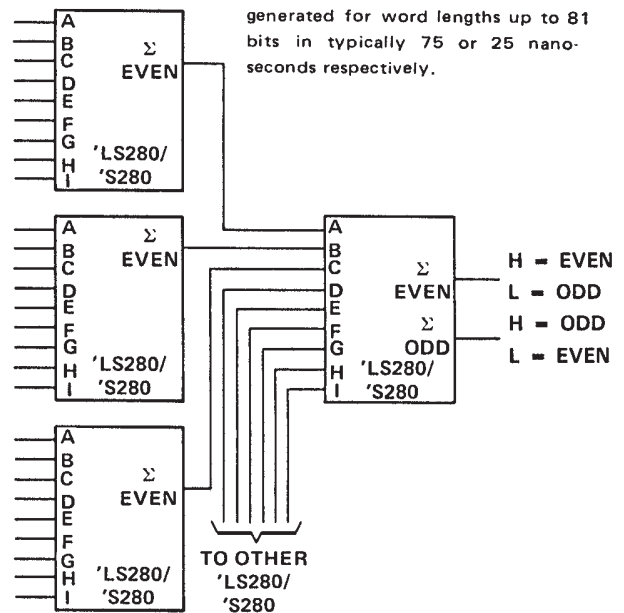 generated for word lengths up to 81
bits in typically 75 or 25 nano-
seconds respectively.
A
B
C
D
E
F
G
H
I
Σ
EVEN
'LS280/
'S280
A
B
C
D
E
F
G
H
I
Σ
EVEN
'LS280/
'S280
A
B
C
D
E
F
G
H
I
Σ
EVEN
'LS280/
'S280
A
B
C
D
E
F
G
H
I
Σ
EVEN
Σ
ODD
'LS280/
'S280
H = EVEN
L = ODD
H = ODD
L = EVEN
TO OTHER
'LS280/
'S280